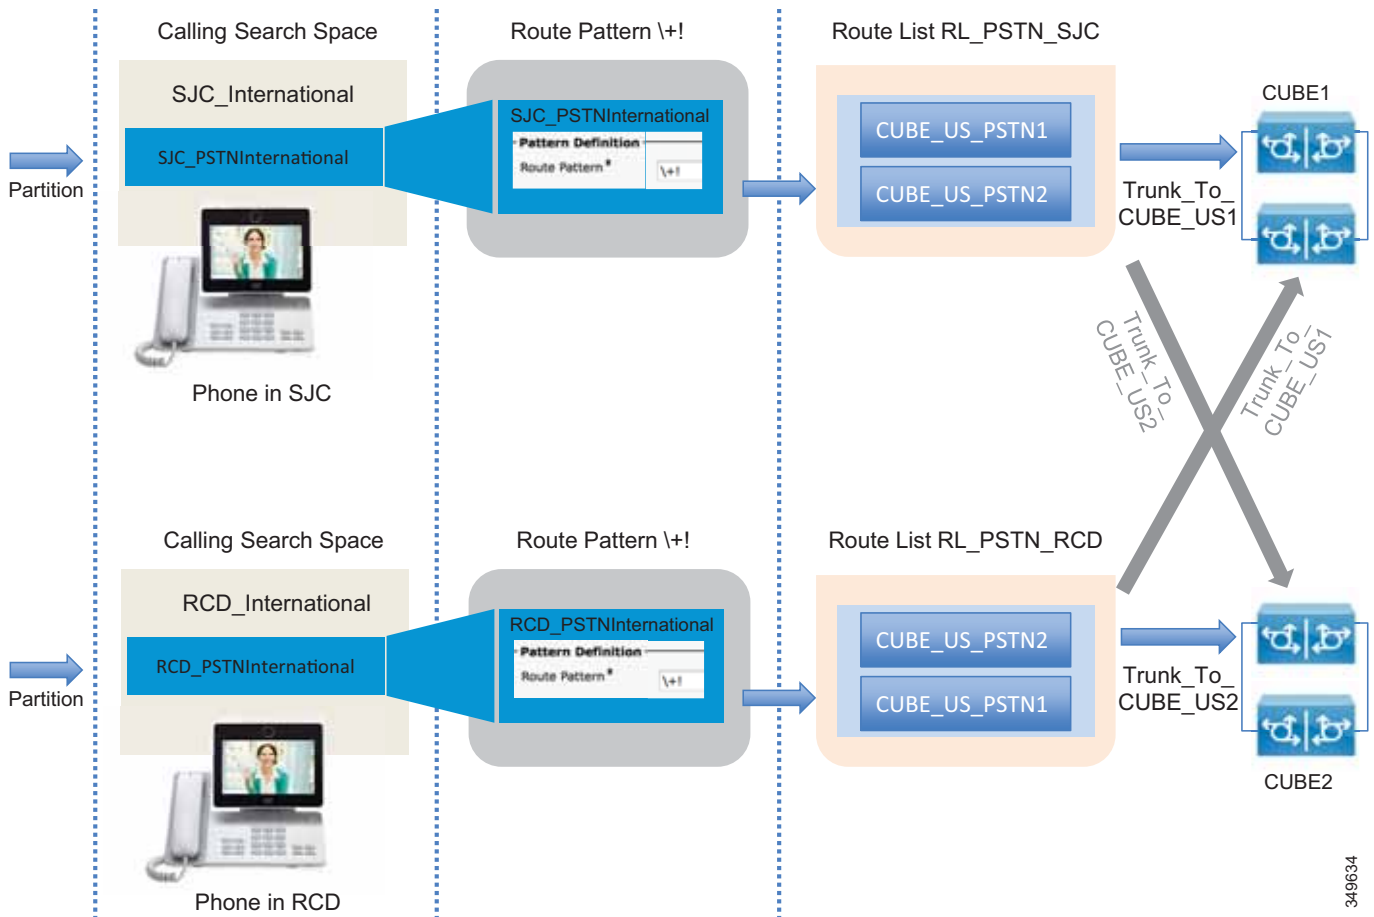 Calling Search Space
Route Pattern \+!
Route List RL_PSTN_SJC
SJC_International
SJC_PSTNInternational
SJC_PSTNInternational
Pattern Definition
Route Pattern*
\+!
CUBE_US_PSTN1
CUBE_US_PSTN2
CUBE1
Partition
Trunk_To_
CUBE_US1
Phone in SJC
Trunk_To_
CUBE_US2
Trunk_To_
CUBE_US1
Calling Search Space
Route Pattern \+!
Route List RL_PSTN_RCD
RCD_International
RCD_PSTNInternational
RCD_PSTNInternational
Pattern Definition
Route Pattern*
\+!
CUBE_US_PSTN2
CUBE_US_PSTN1
Partition
Trunk_To_
CUBE_US2
CUBE2
Phone in RCD
349634